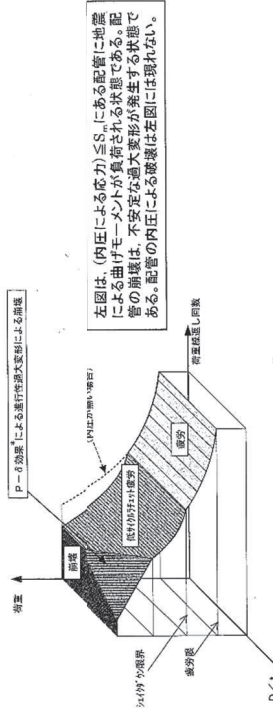 P-δ効果※による進行性過大変形による崩壊
荷重
崩壊
(内圧が無い場合)
低サイクルラチェット疲労
疲労
荷重繰返し回数
シェイクダウン限界
疲労限
左図は、(内圧による応力)≦Smにある配管に地震
による曲げモーメントが負荷される状態である。配
管の崩壊は、不安定な過大変形が発生する状態で
ある。配管の内圧による破壊は左図には現れない。